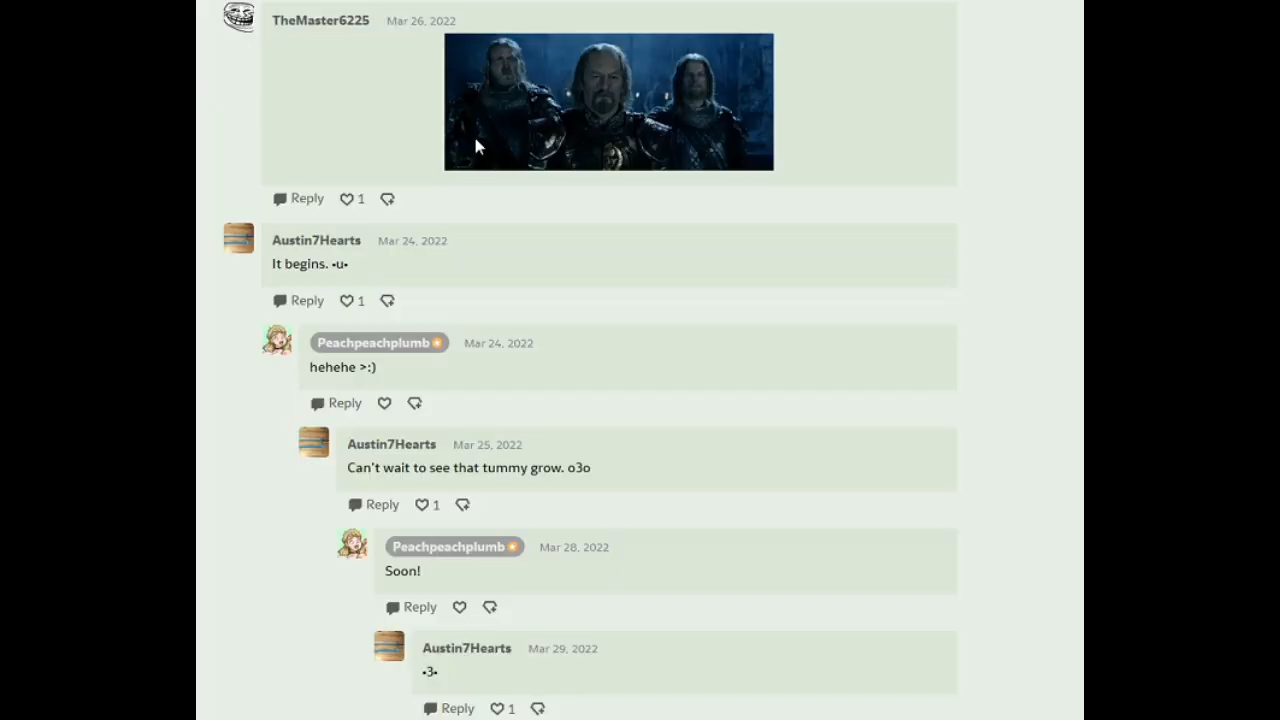 TheMaster6225 Mar 26, 2022
Reply 1
Austin7Hearts Mar 24, 2022
It begins. •u•
Reply 1
Peachpeachplumb Mar 24, 2022
hehehe >:)
Reply
Austin7Hearts Mar 25, 2022
Can't wait to see that tummy grow. o3o
Reply 1
Peachpeachplumb Mar 28, 2022
Soon!
Reply
Austin7Hearts Mar 29, 2022
•3•
Reply 1